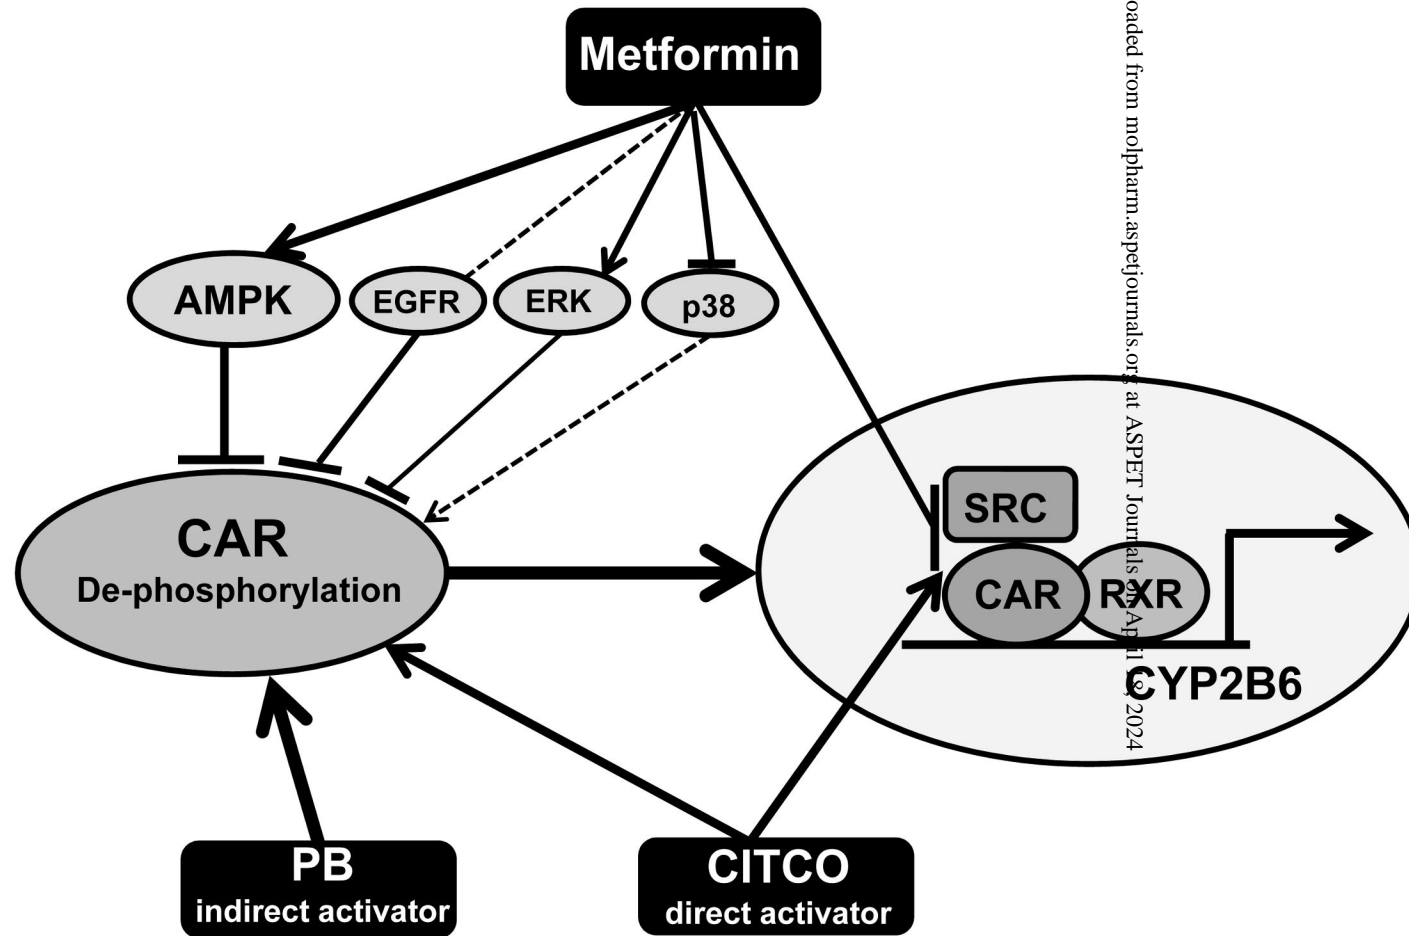 Metformin
AMPK
EGFR
ERK
p38
CAR
De-phosphorylation
SRC
CAR
RXR
CYP2B6
PB
indirect activator
CITCO
direct activator
oaded from molpharm.aspetjournals.org at ASPET Journals on April 18, 2024